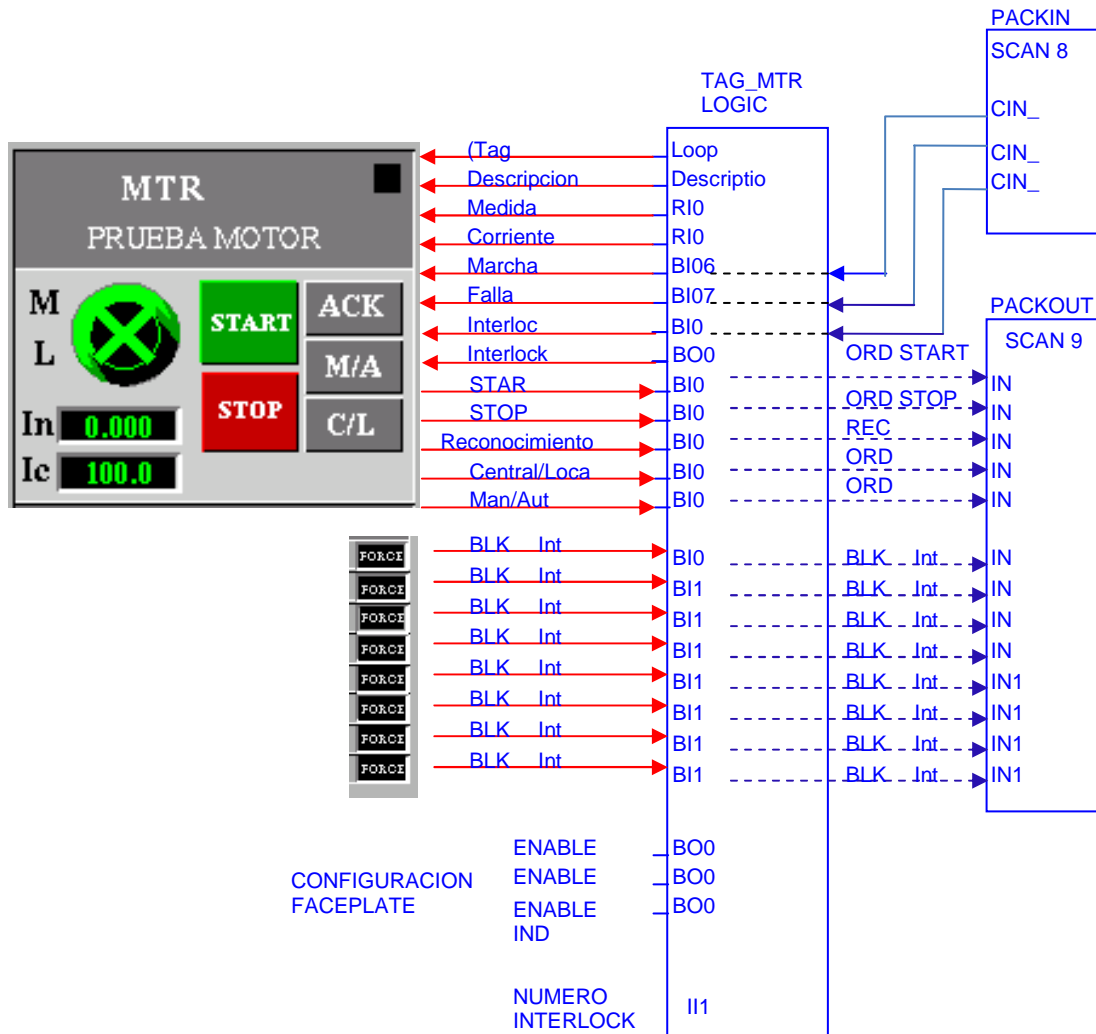 PACKIN
SCAN 8
CIN_
CIN_
CIN_
TAG_MTR
LOGIC
MTR
PRUEBA MOTOR
M
L
START
STOP
ACK
M/A
C/L
In 0.000
Ic 100.0
(Tag Loop
Descripcion Descriptio
Medida RI0
Corriente RI0
Marcha BI06
Falla BI07
Interloc BI0
Interlock BO0
STAR BI0 ORD START IN
STOP BI0 ORD STOP IN
Reconocimiento BI0 REC IN
Central/Loca BI0 ORD IN
Man/Aut BI0 ORD IN
PACKOUT
SCAN 9
FORCE BLK Int BI0 BLK Int IN
FORCE BLK Int BI1 BLK Int IN
FORCE BLK Int BI1 BLK Int IN
FORCE BLK Int BI1 BLK Int IN
FORCE BLK Int BI1 BLK Int IN1
FORCE BLK Int BI1 BLK Int IN1
FORCE BLK Int BI1 BLK Int IN1
FORCE BLK Int BI1 BLK Int IN1
CONFIGURACION
FACEPLATE
ENABLE BO0
ENABLE BO0
ENABLE BO0
IND
NUMERO
INTERLOCK
II1